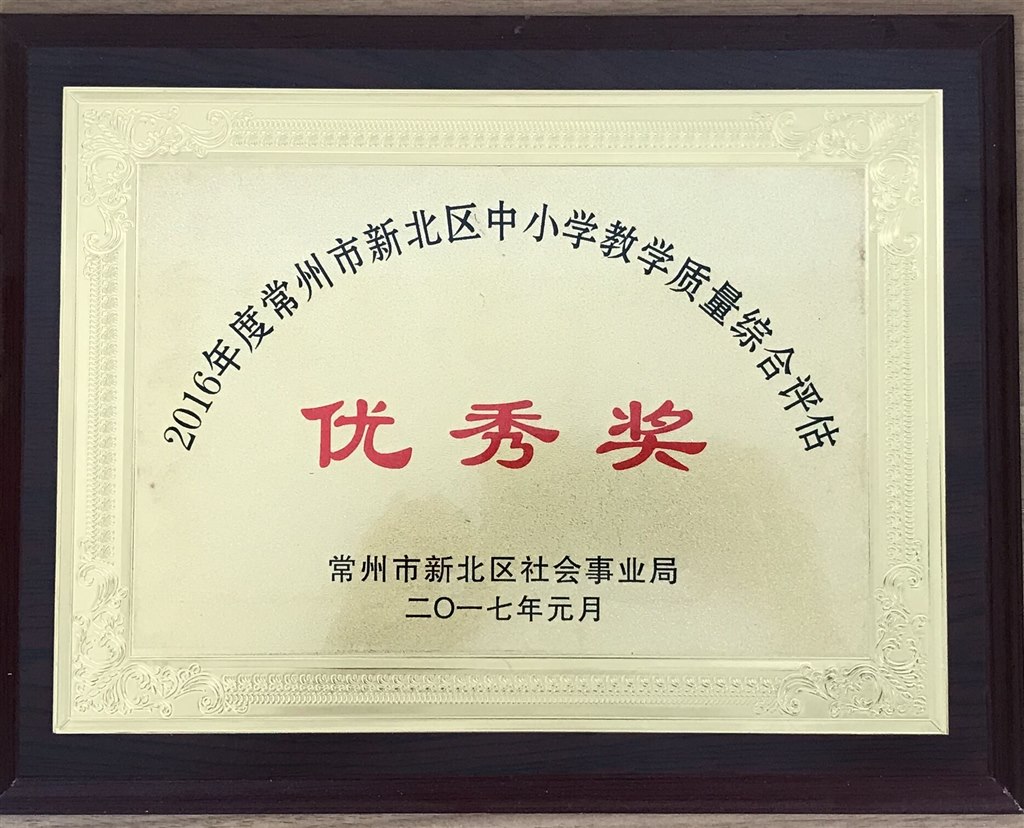 2016年度常州市新北区中小学教学质量综合评估
优秀奖
常州市新北区社会事业局
二〇一七年元月